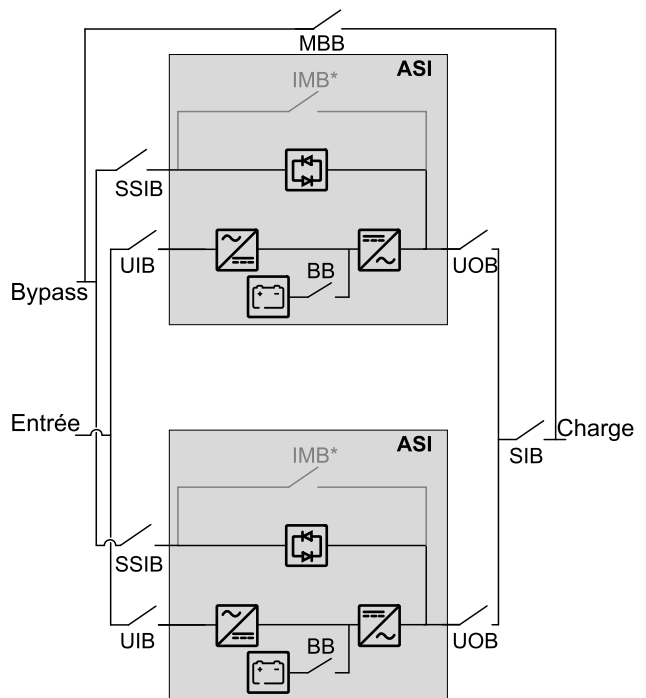 MBB
ASI
IMB*
SSIB
UIB
BB
UOB
Bypass
Entrée
Charge
SIB
ASI
IMB*
SSIB
UIB
BB
UOB